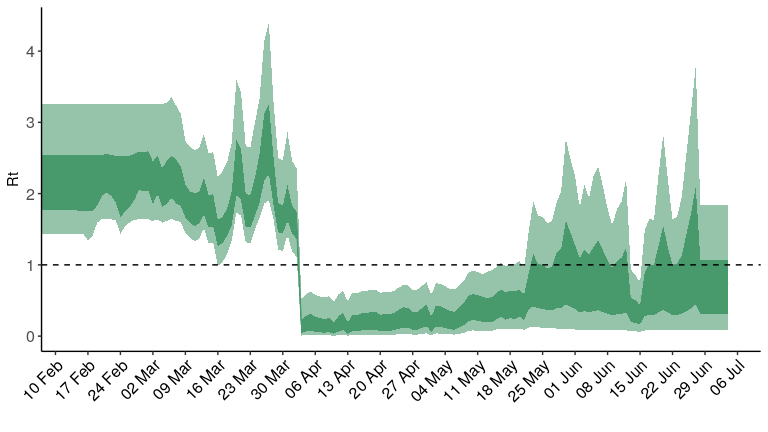 4
3
2
1
0
Rt
10 Feb
17 Feb
24 Feb
02 Mar
09 Mar
16 Mar
23 Mar
30 Mar
06 Apr
13 Apr
20 Apr
27 Apr
04 May
11 May
18 May
25 May
01 Jun
08 Jun
15 Jun
22 Jun
29 Jun
06 Jul